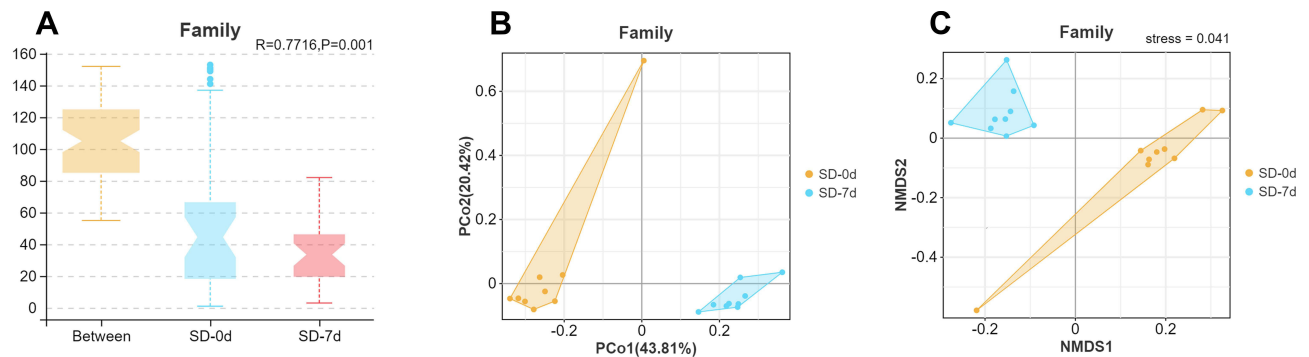 A
Family
R=0.7716,P=0.001
160
140
120
100
80
60
40
20
0
Between
SD-0d
SD-7d
B
Family
PCo2(20.42%)
0.6
0.4
0.2
0
-0.2
0
0.2
PCo1(43.81%)
SD-0d
SD-7d
C
Family
stress = 0.041
NMDS2
0.2
0
-0.2
-0.4
-0.2
0
0.2
NMDS1
SD-0d
SD-7d